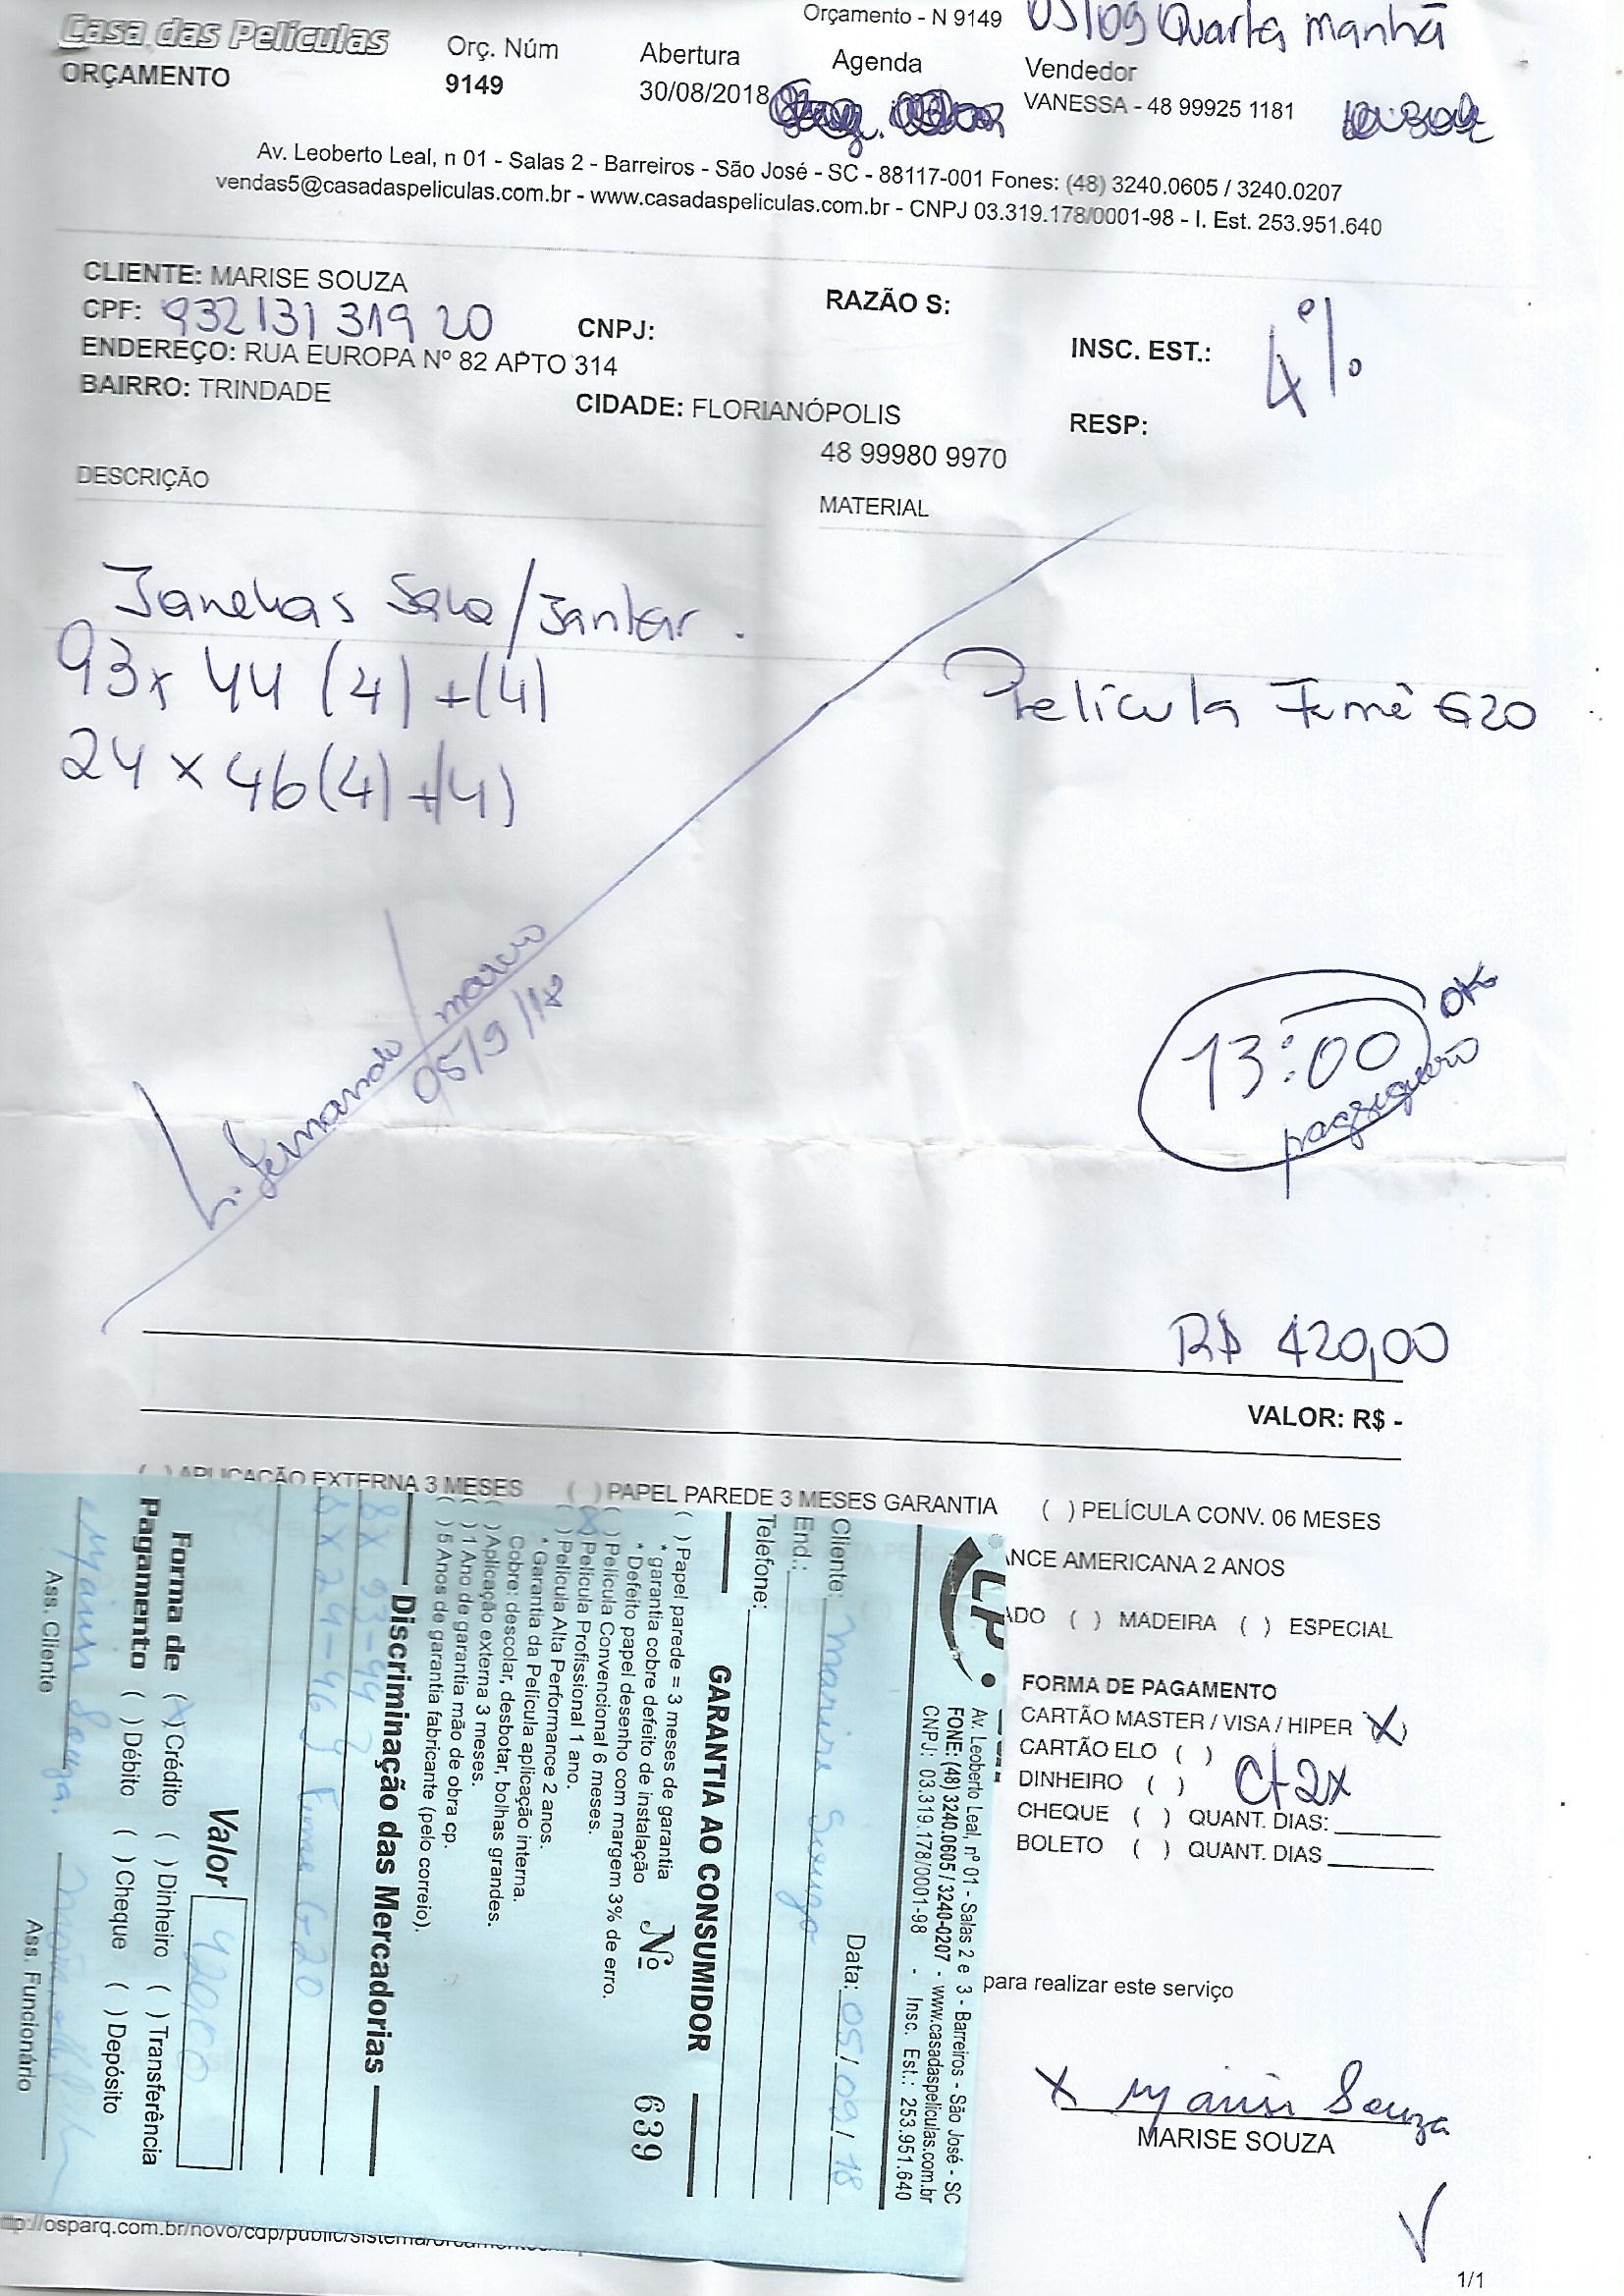 Casa das Películas
ORÇAMENTO
Orçamento - N 9149 05/09 Quarta Manhã
Orç. Núm
9149
Abertura
30/08/2018
Agenda
Vendedor
VANESSA - 48 99925 1181
Av. Leoberto Leal, n 01 - Salas 2 - Barreiros - São José - SC - 88117-001 Fones: (48) 3240.0605 / 3240.0207
vendas5@casadaspeliculas.com.br - www.casadaspeliculas.com.br - CNPJ 03.319.178/0001-98 - I. Est. 253.951.640
CLIENTE: MARISE SOUZA
RAZÃO S:
CPF: 932 131 319 20
CNPJ:
INSC. EST.:
4%
ENDEREÇO: RUA EUROPA Nº 82 APTO 314
BAIRRO: TRINDADE
CIDADE: FLORIANÓPOLIS
RESP:
48 99980 9970
DESCRIÇÃO
MATERIAL
Janelas Sala/Jantar.
93x 44 (4) + (4)
24 x 46 (4) + (4)
Película Fumê G20
L. Fernando / marco
05/9/18
13:00 OK
pagseguro
R$ 420,00
VALOR: R$ -
( ) APLICAÇÃO EXTERNA 3 MESES ( ) PAPEL PAREDE 3 MESES GARANTIA ( ) PELÍCULA CONV. 06 MESES
ANCE AMERICANA 2 ANOS
ADO ( ) MADEIRA ( ) ESPECIAL
FORMA DE PAGAMENTO
CARTÃO MASTER / VISA / HIPER X)
CARTÃO ELO ( )
DINHEIRO ( ) Ct 2x
CHEQUE ( ) QUANT. DIAS:
BOLETO ( ) QUANT. DIAS
para realizar este serviço
x Marise Souza
MARISE SOUZA
1/1
Av. Leoberto Leal, nº 01 - Salas 2 e 3 - Barreiros - São José - SC
FONE: (48) 3240.0605 / 3240-0207 - www.casadaspeliculas.com.br
CNPJ: 03.319.178/0001-98 - Insc. Est.: 253.951.640
Cliente: Marise Souza Data: 05/09/18
End.:
Telefone:
GARANTIA AO CONSUMIDOR
( ) Papel parede = 3 meses de garantia
* garantia cobre defeito de instalação
* Defeito papel desenho com margem 3% de erro.
Nº 639
( ) Película Convencional 6 meses.
(X) Película Profissional 1 ano.
( ) Película Alta Performance 2 anos.
* Garantia da Película aplicação interna.
Cobre: descolar, desbotar, bolhas grandes.
( ) Aplicação externa 3 meses.
( ) 1 Ano de garantia mão de obra cp.
( ) 5 Anos de garantia fabricante (pelo correio).
Discriminação das Mercadorias
8x 93-44
8x 24-46 Fume G-20
Valor 420,00
Forma de Pagamento
(X) Crédito ( ) Dinheiro ( ) Transferência
( ) Débito ( ) Cheque ( ) Depósito
Marise Souza.
Ass. Cliente
Ass. Funcionário